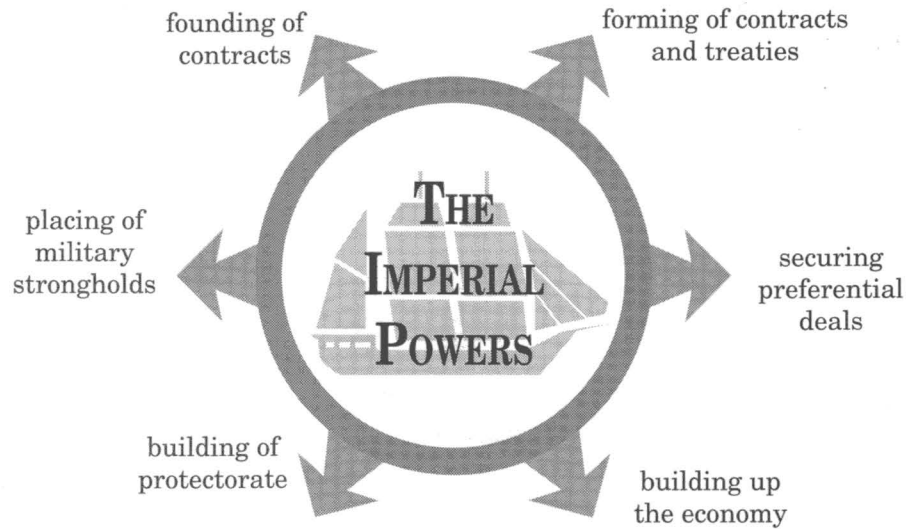 founding of
contracts
forming of contracts
and treaties
placing of
military
strongholds
THE
IMPERIAL
POWERS
securing
preferential
deals
building of
protectorate
building up
the economy